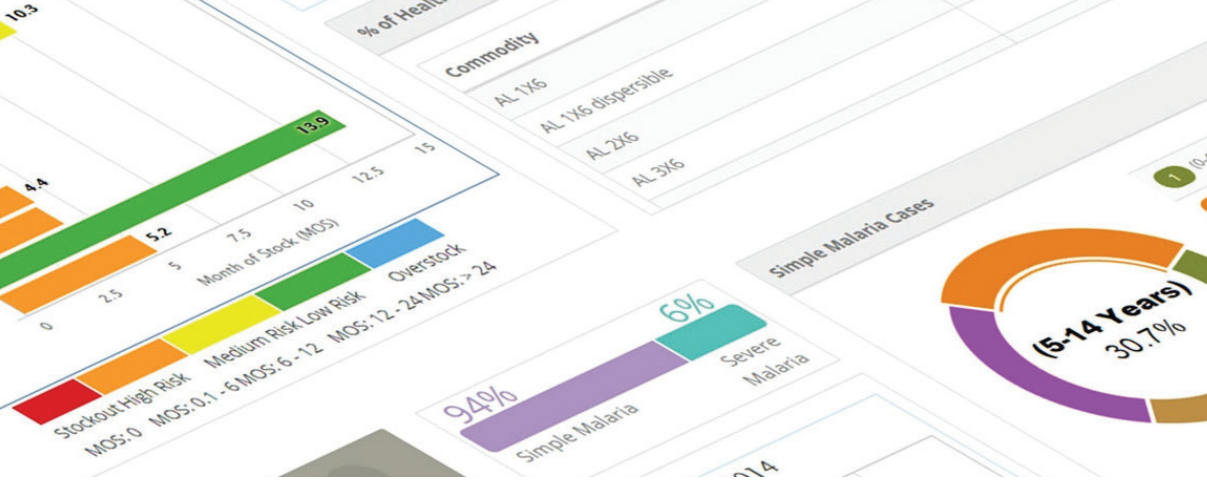 10.3
4.4
13.9
5.2
0
2.5
5
7.5
10
12.5
15
Month of Stock (MOS)
Stockout High Risk Medium Risk Low Risk Overstock
MOS: 0 MOS: 0.1 - 6 MOS: 6 - 12 MOS: 12 - 24 MOS: > 24
% of
Commodity
AL 1X6
AL 1X6 dispersible
AL 2X6
AL 3X6
Simple Malaria Cases
1
(5-14 Years)
30.7%
94%
6%
Simple Malaria
Severe
Malaria